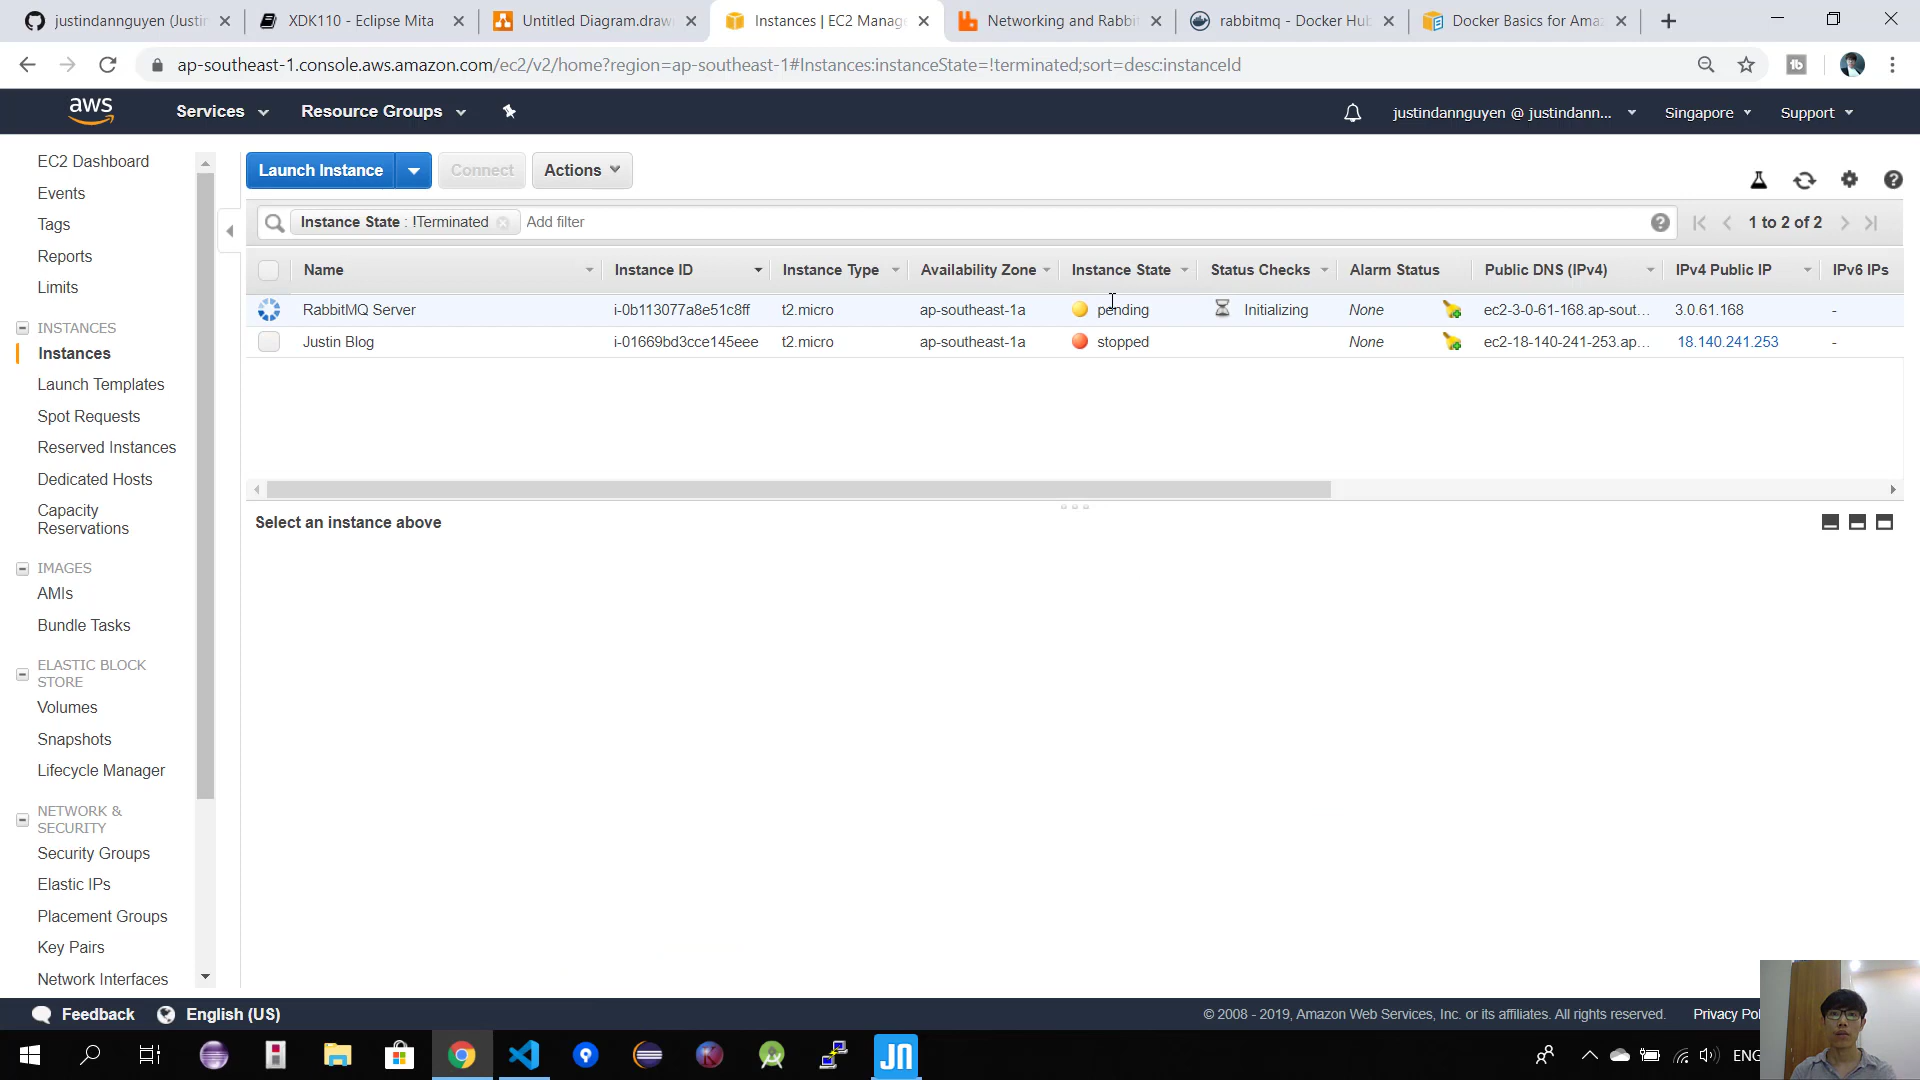 justindannguyen (Justin
XDK110 - Eclipse Mita
Untitled Diagram.draw
Instances | EC2 Manag
Networking and Rabbit
rabbitmq - Docker Hub
Docker Basics for Ama
ap-southeast-1.console.aws.amazon.com/ec2/v2/home?region=ap-southeast-1#Instances:instanceState=!terminated;sort=desc:instanceId
aws
Services
Resource Groups
justindannguyen @ justindann...
Singapore
Support
EC2 Dashboard
Events
Tags
Reports
Limits
INSTANCES
Instances
Launch Templates
Spot Requests
Reserved Instances
Dedicated Hosts
Capacity
Reservations
IMAGES
AMIs
Bundle Tasks
ELASTIC BLOCK
STORE
Volumes
Snapshots
Lifecycle Manager
NETWORK &
SECURITY
Security Groups
Elastic IPs
Placement Groups
Key Pairs
Network Interfaces
Launch Instance
Connect
Actions
Instance State : !Terminated
Add filter
1 to 2 of 2
Name Instance ID Instance Type Availability Zone Instance State Status Checks Alarm Status Public DNS (IPv4) IPv4 Public IP IPv6 IPs
RabbitMQ Server i-0b113077a8e51c8ff t2.micro ap-southeast-1a pending Initializing None ec2-3-0-61-168.ap-sout... 3.0.61.168 -
Justin Blog i-01669bd3cce145eee t2.micro ap-southeast-1a stopped None ec2-18-140-241-253.ap... 18.140.241.253 -
Select an instance above
Feedback
English (US)
© 2008 - 2019, Amazon Web Services, Inc. or its affiliates. All rights reserved.
Privacy Pol
JN
ENG